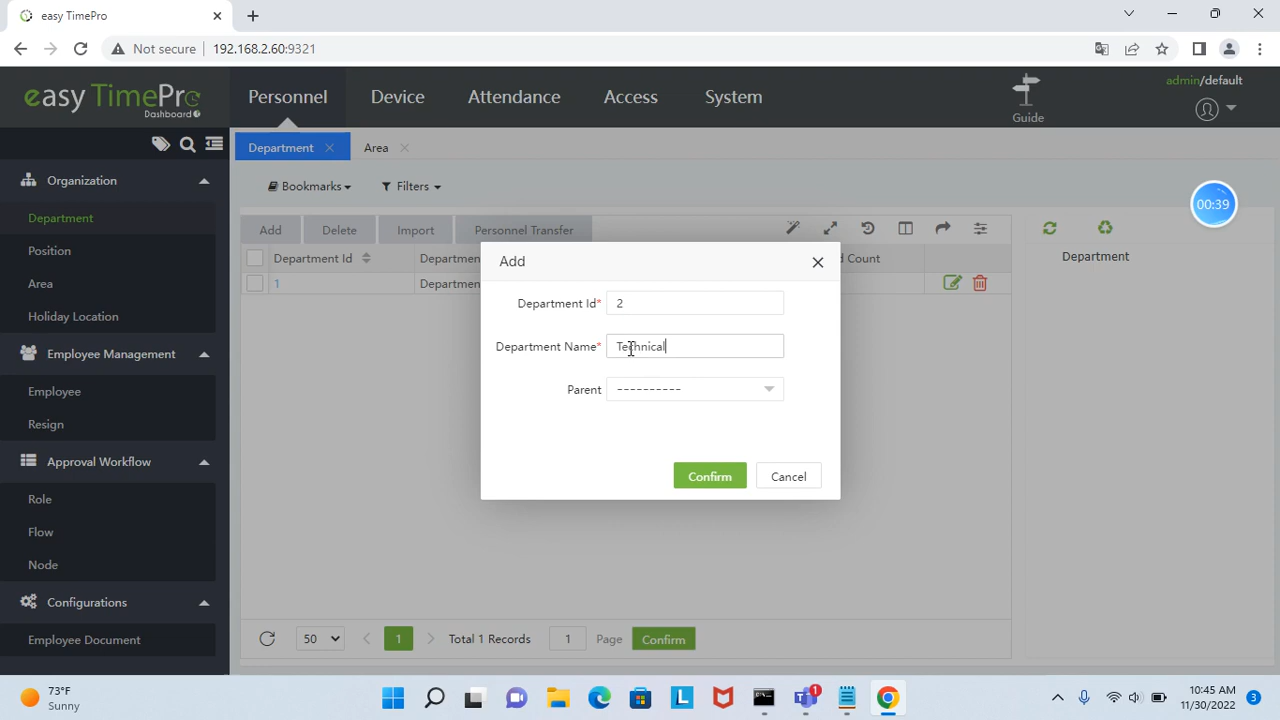 easy TimePro
Not secure
192.168.2.60:9321
easy TimePro
Dashboard
Personnel
Device
Attendance
Access
System
Guide
admin/default
Department
Area
Organization
Department
Position
Area
Holiday Location
Employee Management
Employee
Resign
Approval Workflow
Role
Flow
Node
Configurations
Employee Document
Bookmarks
Filters
Add
Delete
Import
Personnel Transfer
Department Id
Departmen
d Count
1
Departmen
Department
00:39
Add
Department Id* 2
Department Name* Technical
Parent ----------
Confirm
Cancel
50
1
Total 1 Records
1
Page
Confirm
73°F
Sunny
1
10:45 AM
11/30/2022
3